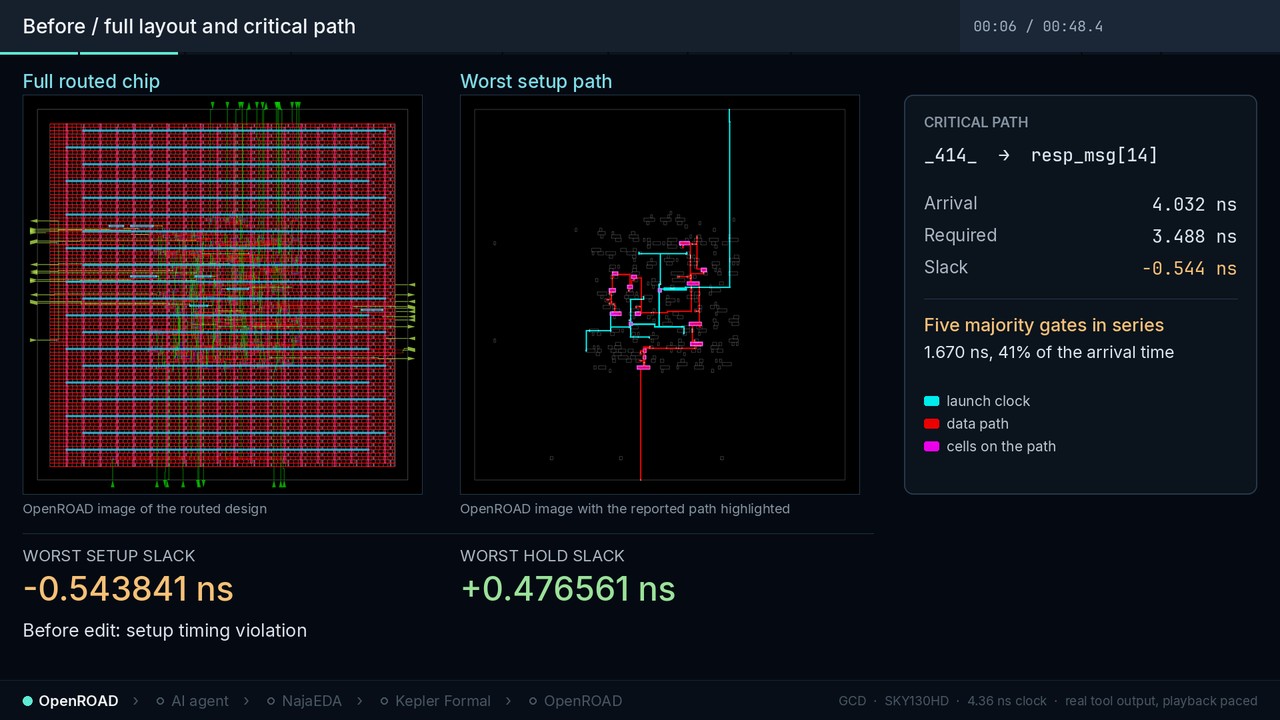 Before / full layout and critical path
00:06 / 00:48.4
Full routed chip
Worst setup path
CRITICAL PATH
_414_ → resp_msg[14]
Arrival 4.032 ns
Required 3.488 ns
Slack -0.544 ns
Five majority gates in series
1.670 ns, 41% of the arrival time
launch clock
data path
cells on the path
OpenROAD image of the routed design
OpenROAD image with the reported path highlighted
WORST SETUP SLACK
-0.543841 ns
Before edit: setup timing violation
WORST HOLD SLACK
+0.476561 ns
OpenROAD › AI agent › NajaEDA › Kepler Formal › OpenROAD
GCD · SKY130HD · 4.36 ns clock · real tool output, playback paced